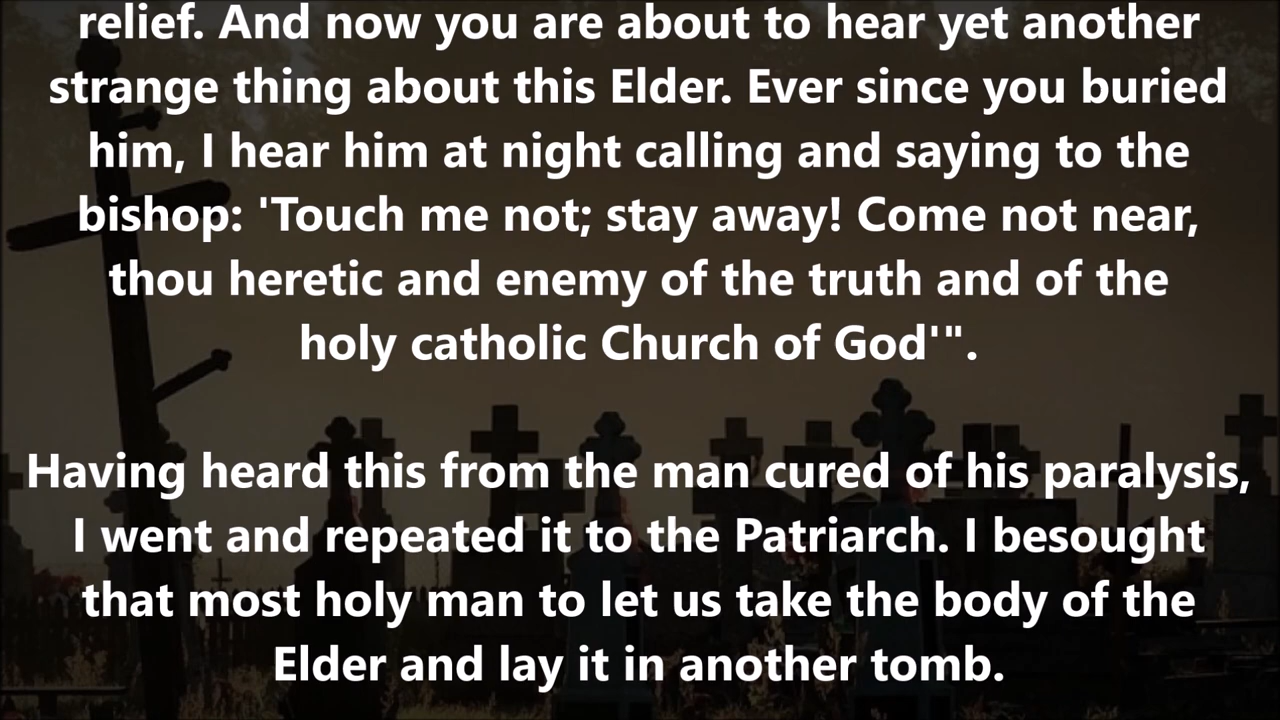 relief. And now you are about to hear yet another
strange thing about this Elder. Ever since you buried
him, I hear him at night calling and saying to the
bishop: 'Touch me not; stay away! Come not near,
thou heretic and enemy of the truth and of the
holy catholic Church of God'".
Having heard this from the man cured of his paralysis,
I went and repeated it to the Patriarch. I besought
that most holy man to let us take the body of the
Elder and lay it in another tomb.